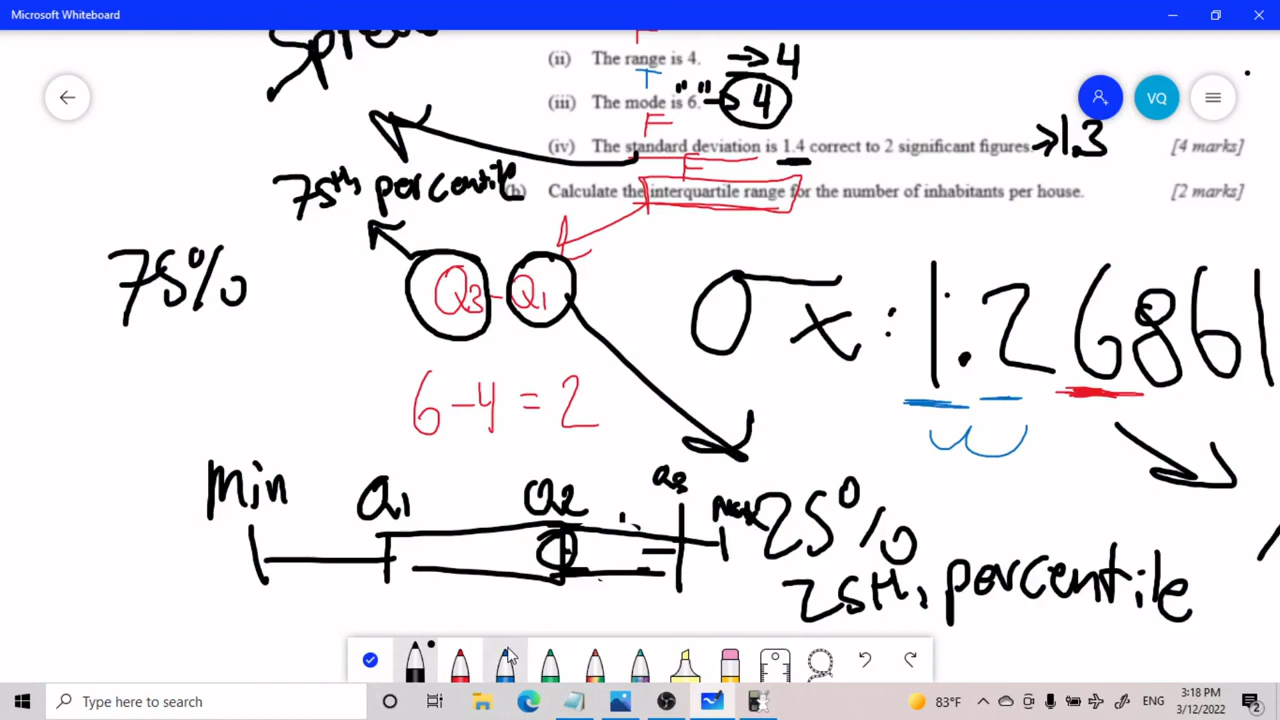 Microsoft Whiteboard
Spread
(ii) The range is 4. → 4
T
(iii) The mode is 6. " " → 4
F
(iv) The standard deviation is 1.4 correct to 2 significant figures. → 1.3 [4 marks]
F
(b) Calculate the interquartile range for the number of inhabitants per house. [2 marks]
VQ
75th percentile
75%
Q3 - Q1
σx : 1.26861
6 - 4 = 2
Min Q1 Q2 Q3 Max
25%
25th percentile
Type here to search
83°F
ENG
3:18 PM
3/12/2022
2